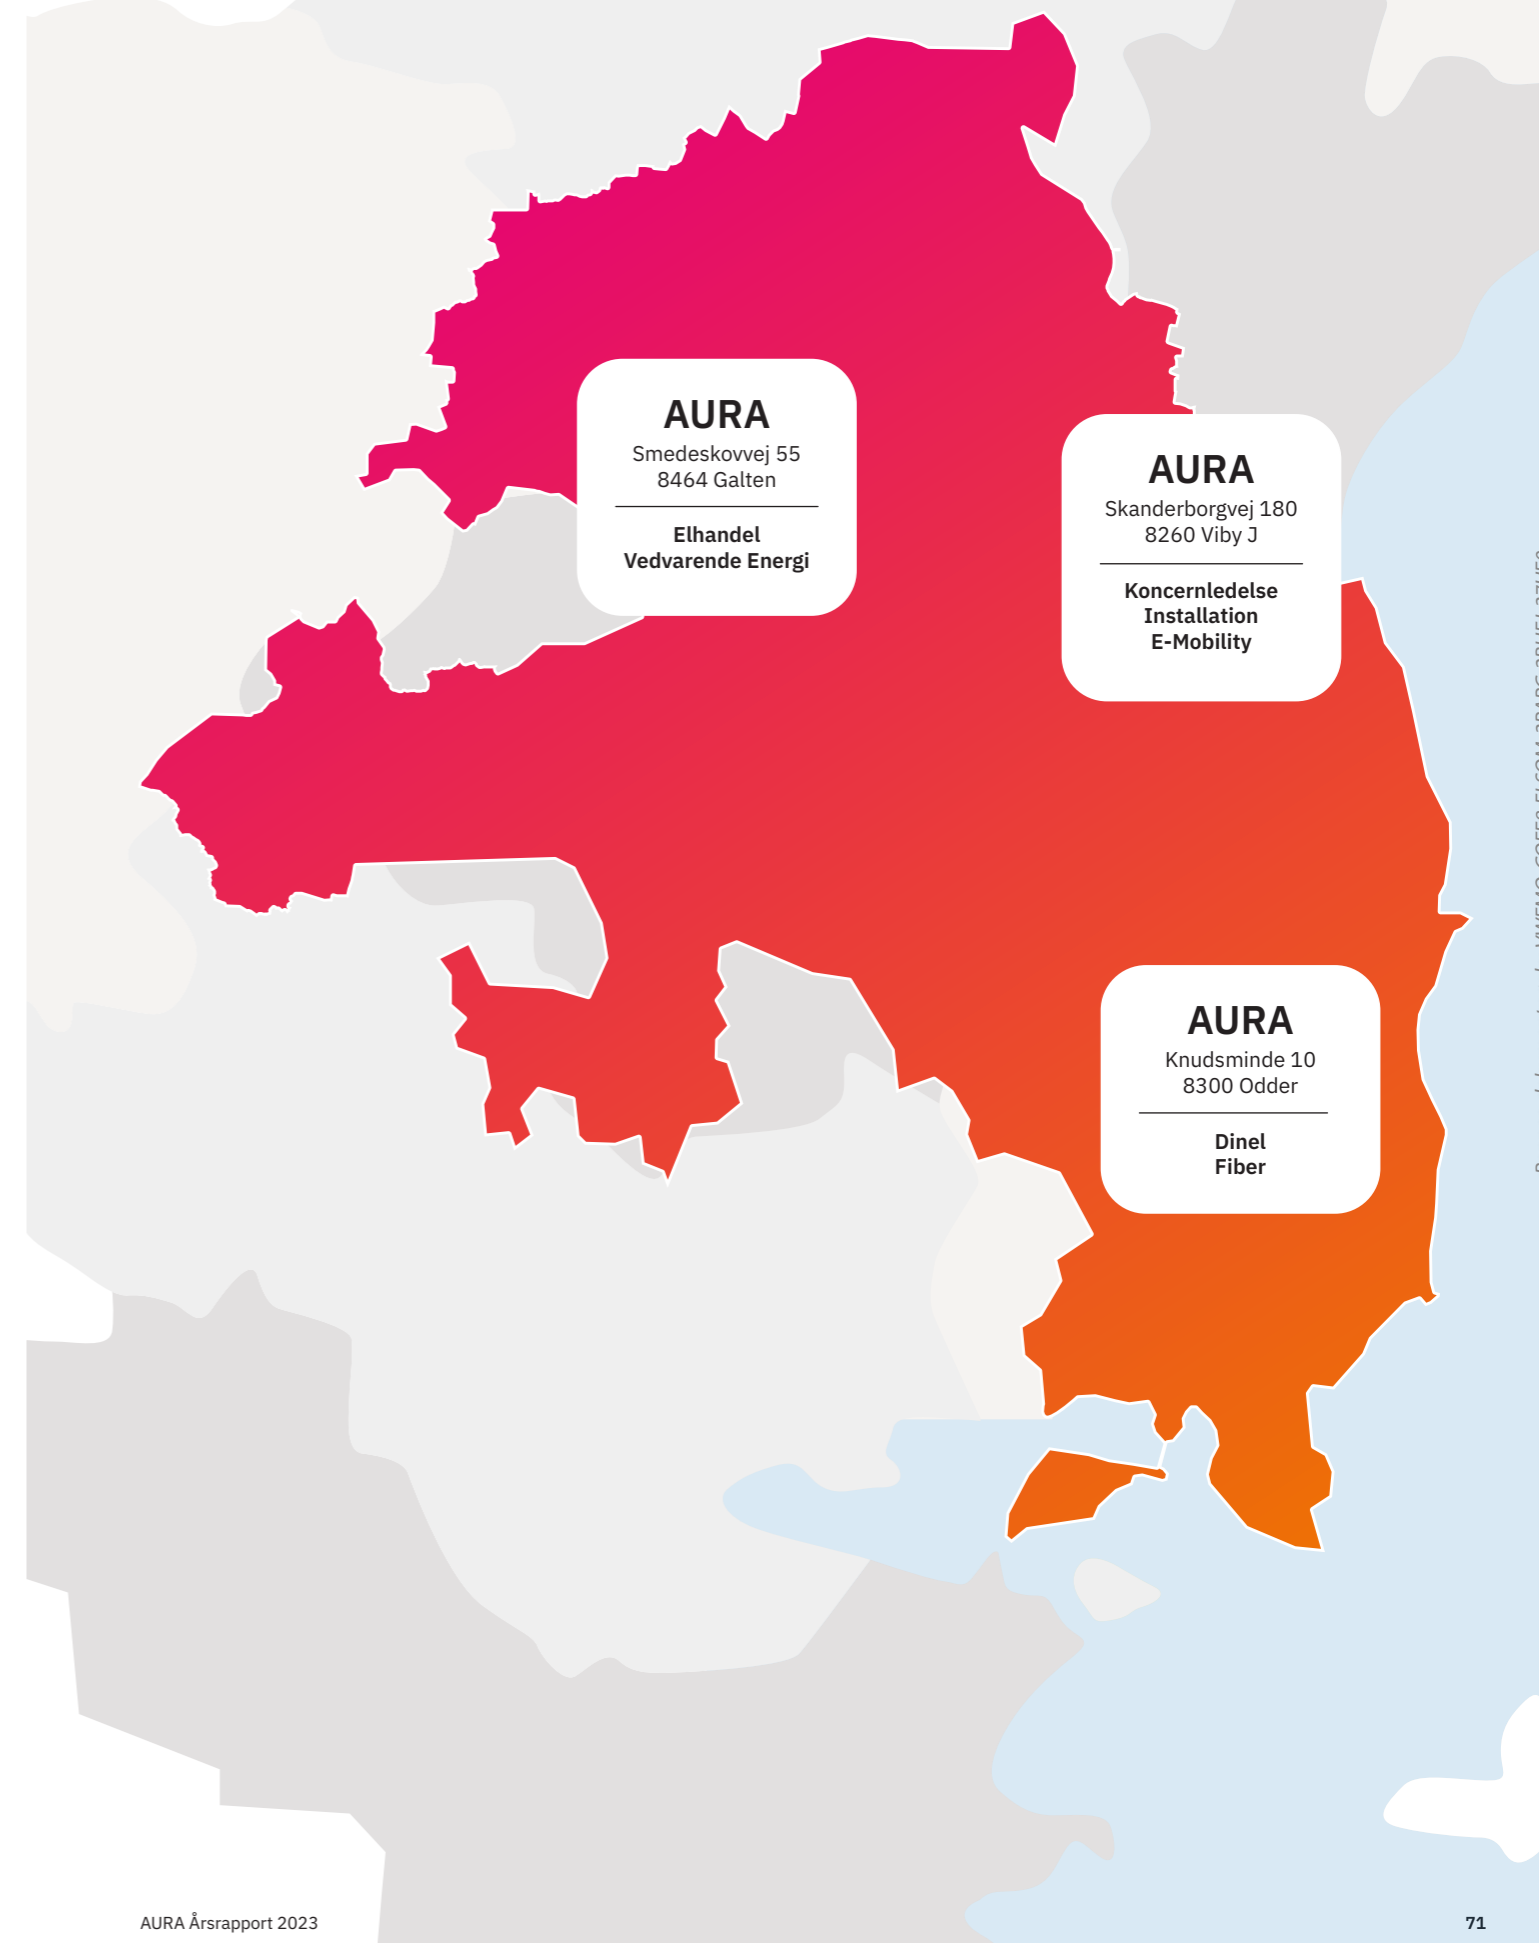 AURA
Smedeskovvej 55
8464 Galten
Elhandel
Vedvarende Energi
AURA
Skanderborgvej 180
8260 Viby J
Koncernledelse
Installation
E-Mobility
AURA
Knudsminde 10
8300 Odder
Dinel
Fiber
AURA Årsrapport 2023
71